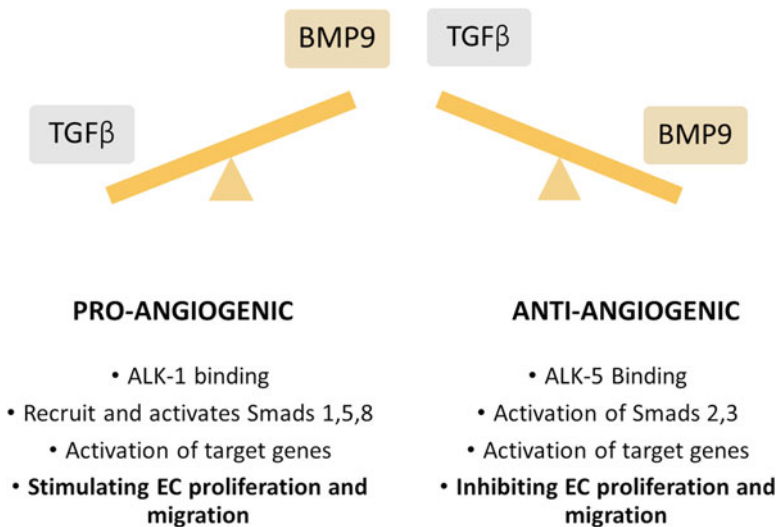 BMP9
TGFβ
TGFβ
BMP9
PRO-ANGIOGENIC
• ALK-1 binding
• Recruit and activates Smads 1,5,8
• Activation of target genes
• Stimulating EC proliferation and
migration
ANTI-ANGIOGENIC
• ALK-5 Binding
• Activation of Smads 2,3
• Activation of target genes
• Inhibiting EC proliferation and
migration